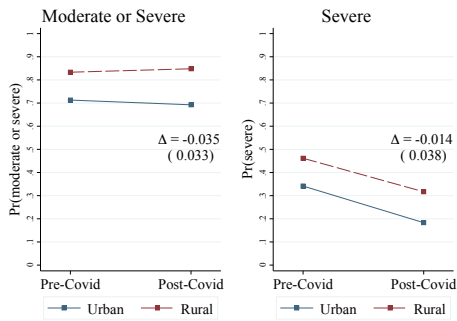 Moderate or Severe
Pr(moderate or severe)
1
.9
.8
.7
.6
.5
.4
.3
.2
.1
0
Δ = -0.035
( 0.033)
Pre-Covid Post-Covid
Urban Rural
Severe
Pr(severe)
1
.9
.8
.7
.6
.5
.4
.3
.2
.1
0
Δ = -0.014
( 0.038)
Pre-Covid Post-Covid
Urban Rural